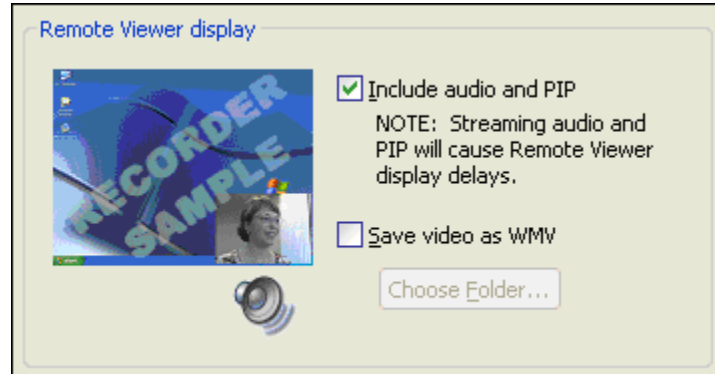 Remote Viewer display
RECORDER
SAMPLE
Include audio and PIP
NOTE: Streaming audio and
PIP will cause Remote Viewer
display delays.
Save video as WMV
Choose Folder...